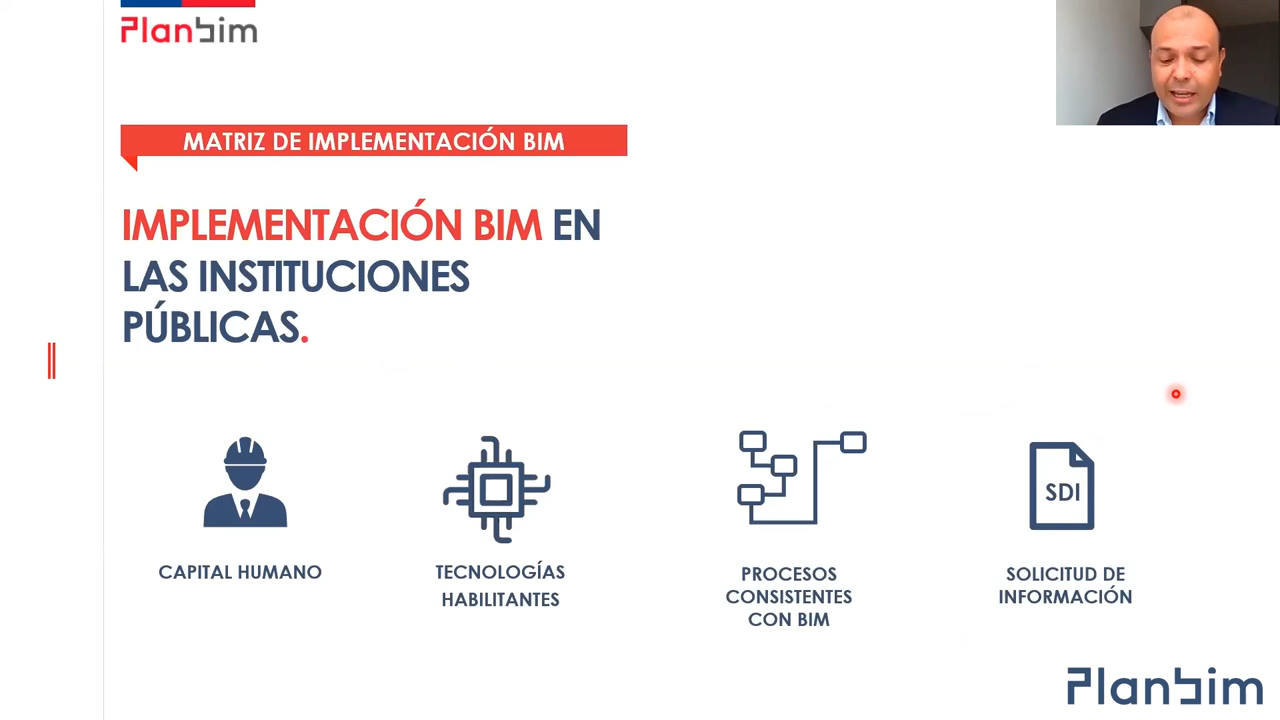 Planbim
MATRIZ DE IMPLEMENTACIÓN BIM
IMPLEMENTACIÓN BIM EN
LAS INSTITUCIONES
PÚBLICAS.
SDI
CAPITAL HUMANO
TECNOLOGÍAS
HABILITANTES
PROCESOS
CONSISTENTES
CON BIM
SOLICITUD DE
INFORMACIÓN
Planbim